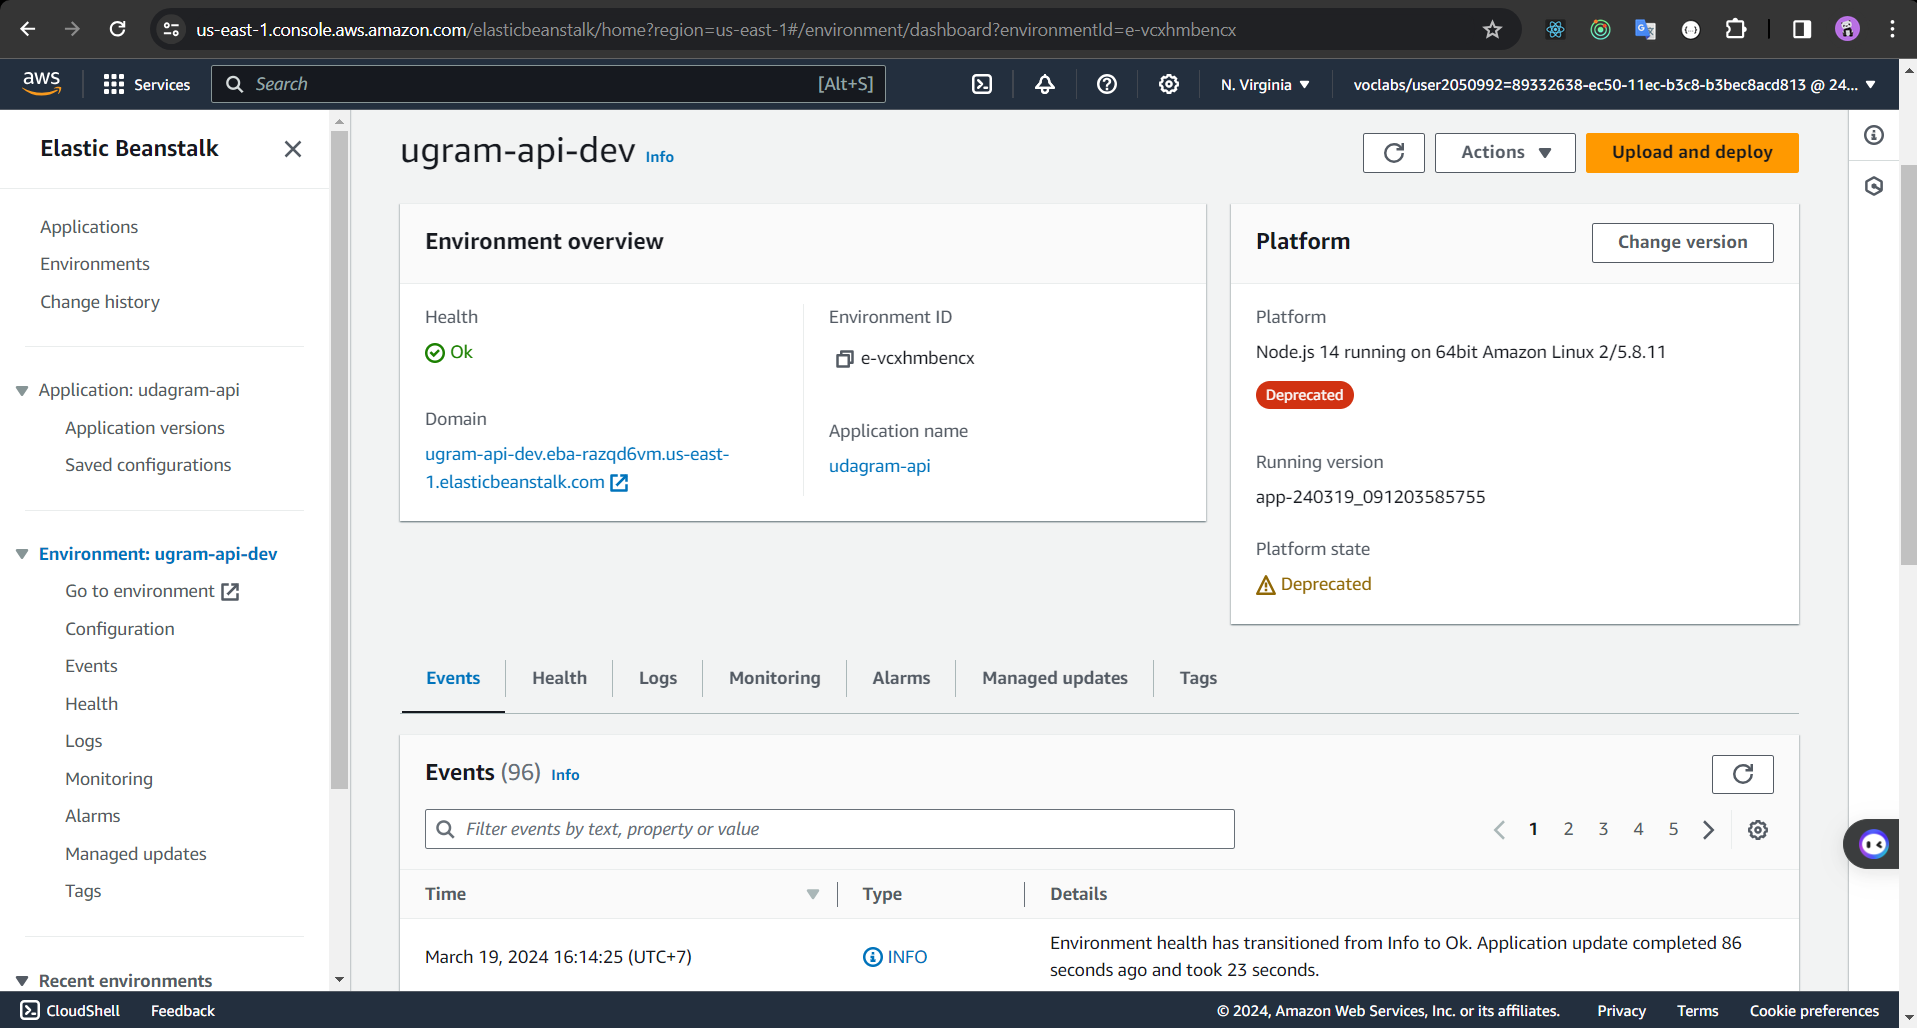 us-east-1.console.aws.amazon.com/elasticbeanstalk/home?region=us-east-1#/environment/dashboard?environmentId=e-vcxhmbencx
aws
Services
Search
[Alt+S]
N. Virginia
voclabs/user2050992=89332638-ec50-11ec-b3c8-b3bec8acd813 @ 24...
Elastic Beanstalk
Applications
Environments
Change history
Application: udagram-api
Application versions
Saved configurations
Environment: ugram-api-dev
Go to environment
Configuration
Events
Health
Logs
Monitoring
Alarms
Managed updates
Tags
Recent environments
ugram-api-dev Info
Actions
Upload and deploy
Environment overview
Health
Ok
Domain
ugram-api-dev.eba-razqd6vm.us-east-
1.elasticbeanstalk.com
Environment ID
e-vcxhmbencx
Application name
udagram-api
Platform
Change version
Platform
Node.js 14 running on 64bit Amazon Linux 2/5.8.11
Deprecated
Running version
app-240319_091203585755
Platform state
Deprecated
Events
Health
Logs
Monitoring
Alarms
Managed updates
Tags
Events (96) Info
Filter events by text, property or value
1 2 3 4 5
Time
Type
Details
March 19, 2024 16:14:25 (UTC+7)
INFO
Environment health has transitioned from Info to Ok. Application update completed 86
seconds ago and took 23 seconds.
CloudShell
Feedback
© 2024, Amazon Web Services, Inc. or its affiliates.
Privacy
Terms
Cookie preferences